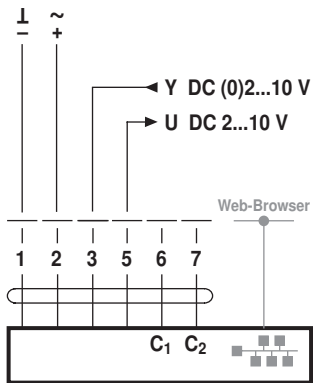 ⊥ ~
− +
Y DC (0)2...10 V
U DC 2...10 V
Web-Browser
1 2 3 5 6 7
C₁ C₂